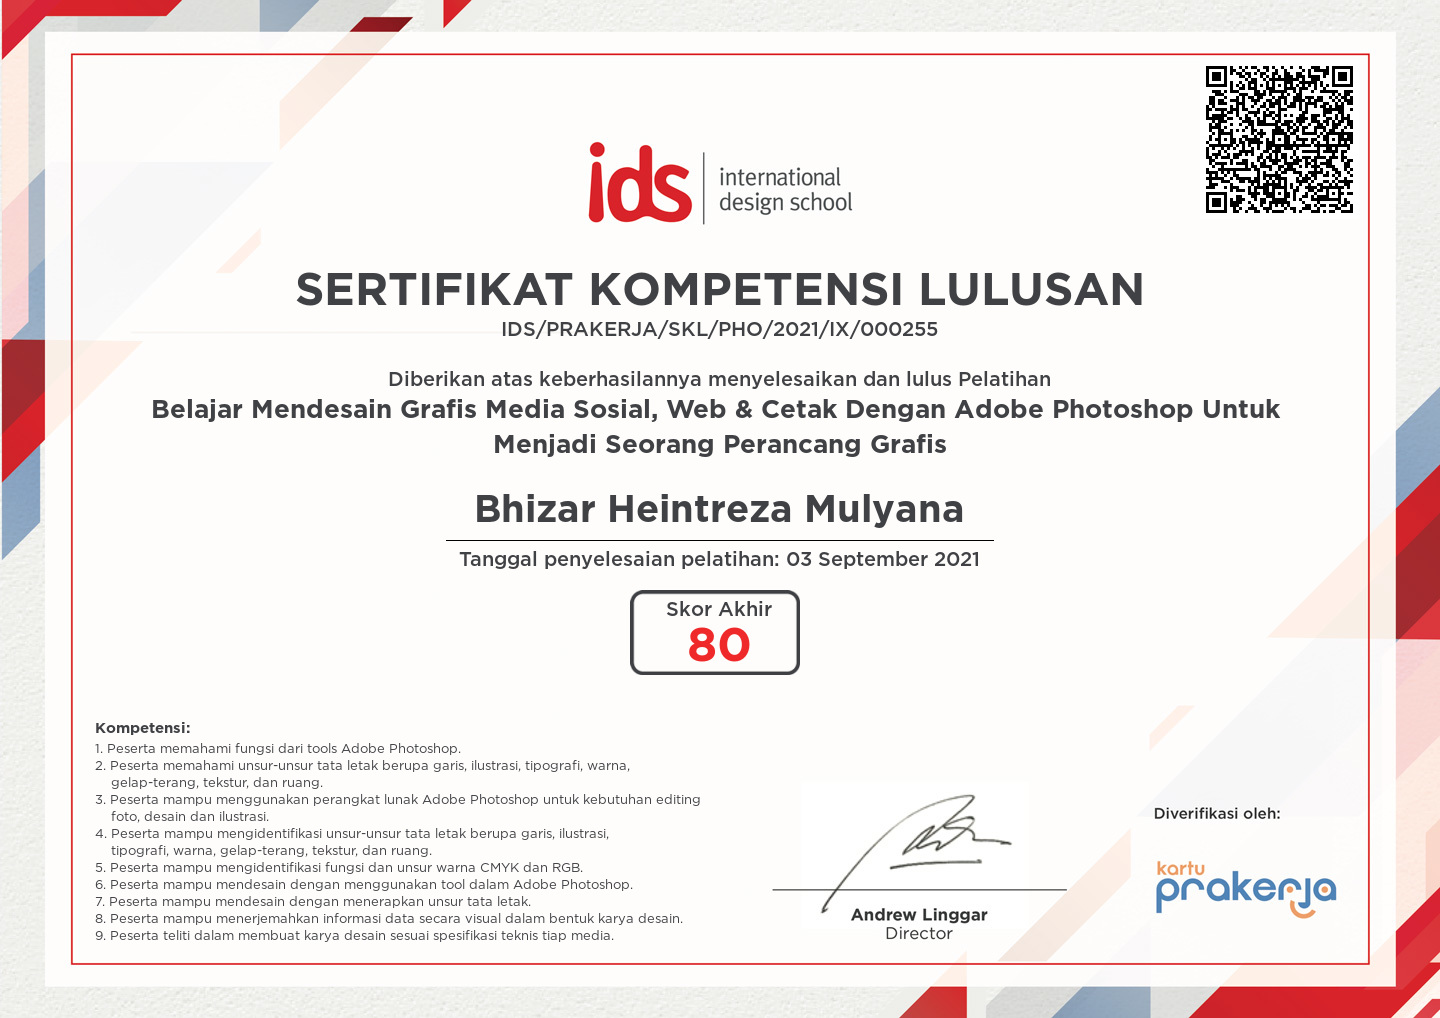 ids
international
design school
SERTIFIKAT KOMPETENSI LULUSAN
IDS/PRAKERJA/SKL/PHO/2021/IX/000255
Diberikan atas keberhasilannya menyelesaikan dan lulus Pelatihan
Belajar Mendesain Grafis Media Sosial, Web & Cetak Dengan Adobe Photoshop Untuk
Menjadi Seorang Perancang Grafis
Bhizar Heintreza Mulyana
Tanggal penyelesaian pelatihan: 03 September 2021
Skor Akhir
80
Kompetensi:
1. Peserta memahami fungsi dari tools Adobe Photoshop.
2. Peserta memahami unsur-unsur tata letak berupa garis, ilustrasi, tipografi, warna,
gelap-terang, tekstur, dan ruang.
3. Peserta mampu menggunakan perangkat lunak Adobe Photoshop untuk kebutuhan editing
foto, desain dan ilustrasi.
4. Peserta mampu mengidentifikasi unsur-unsur tata letak berupa garis, ilustrasi,
tipografi, warna, gelap-terang, tekstur, dan ruang.
5. Peserta mampu mengidentifikasi fungsi dan unsur warna CMYK dan RGB.
6. Peserta mampu mendesain dengan menggunakan tool dalam Adobe Photoshop.
7. Peserta mampu mendesain dengan menerapkan unsur tata letak.
8. Peserta mampu menerjemahkan informasi data secara visual dalam bentuk karya desain.
9. Peserta teliti dalam membuat karya desain sesuai spesifikasi teknis tiap media.
Andrew Linggar
Director
Diverifikasi oleh:
kartu
prakerja